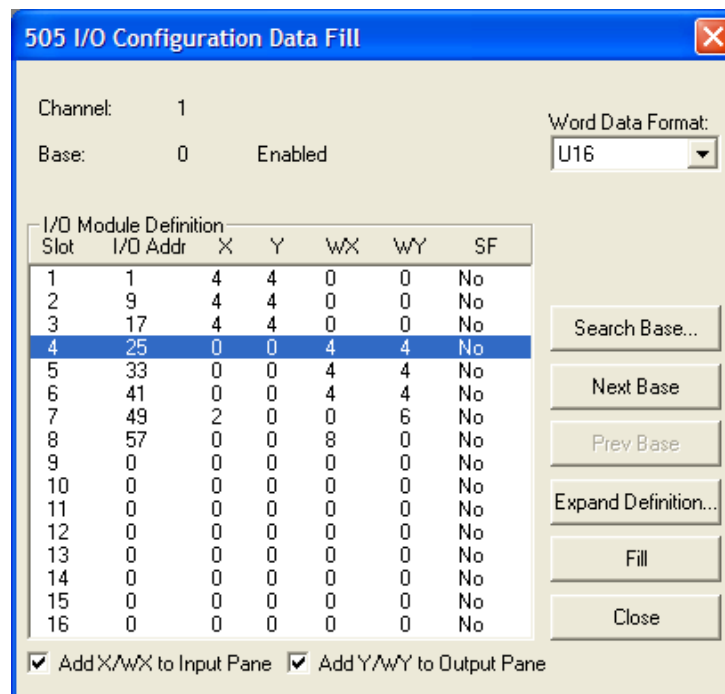 505 I/O Configuration Data Fill
Channel: 1
Word Data Format:
Base: 0 Enabled
U16
I/O Module Definition
Slot I/O Addr X Y WX WY SF
1 1 4 4 0 0 No
2 9 4 4 0 0 No
3 17 4 4 0 0 No
4 25 0 0 4 4 No
5 33 0 0 4 4 No
6 41 0 0 4 4 No
7 49 2 0 0 6 No
8 57 0 0 8 0 No
9 0 0 0 0 0 No
10 0 0 0 0 0 No
11 0 0 0 0 0 No
12 0 0 0 0 0 No
13 0 0 0 0 0 No
14 0 0 0 0 0 No
15 0 0 0 0 0 No
16 0 0 0 0 0 No
Search Base...
Next Base
Prev Base
Expand Definition...
Fill
Close
Add X/WX to Input Pane Add Y/WY to Output Pane